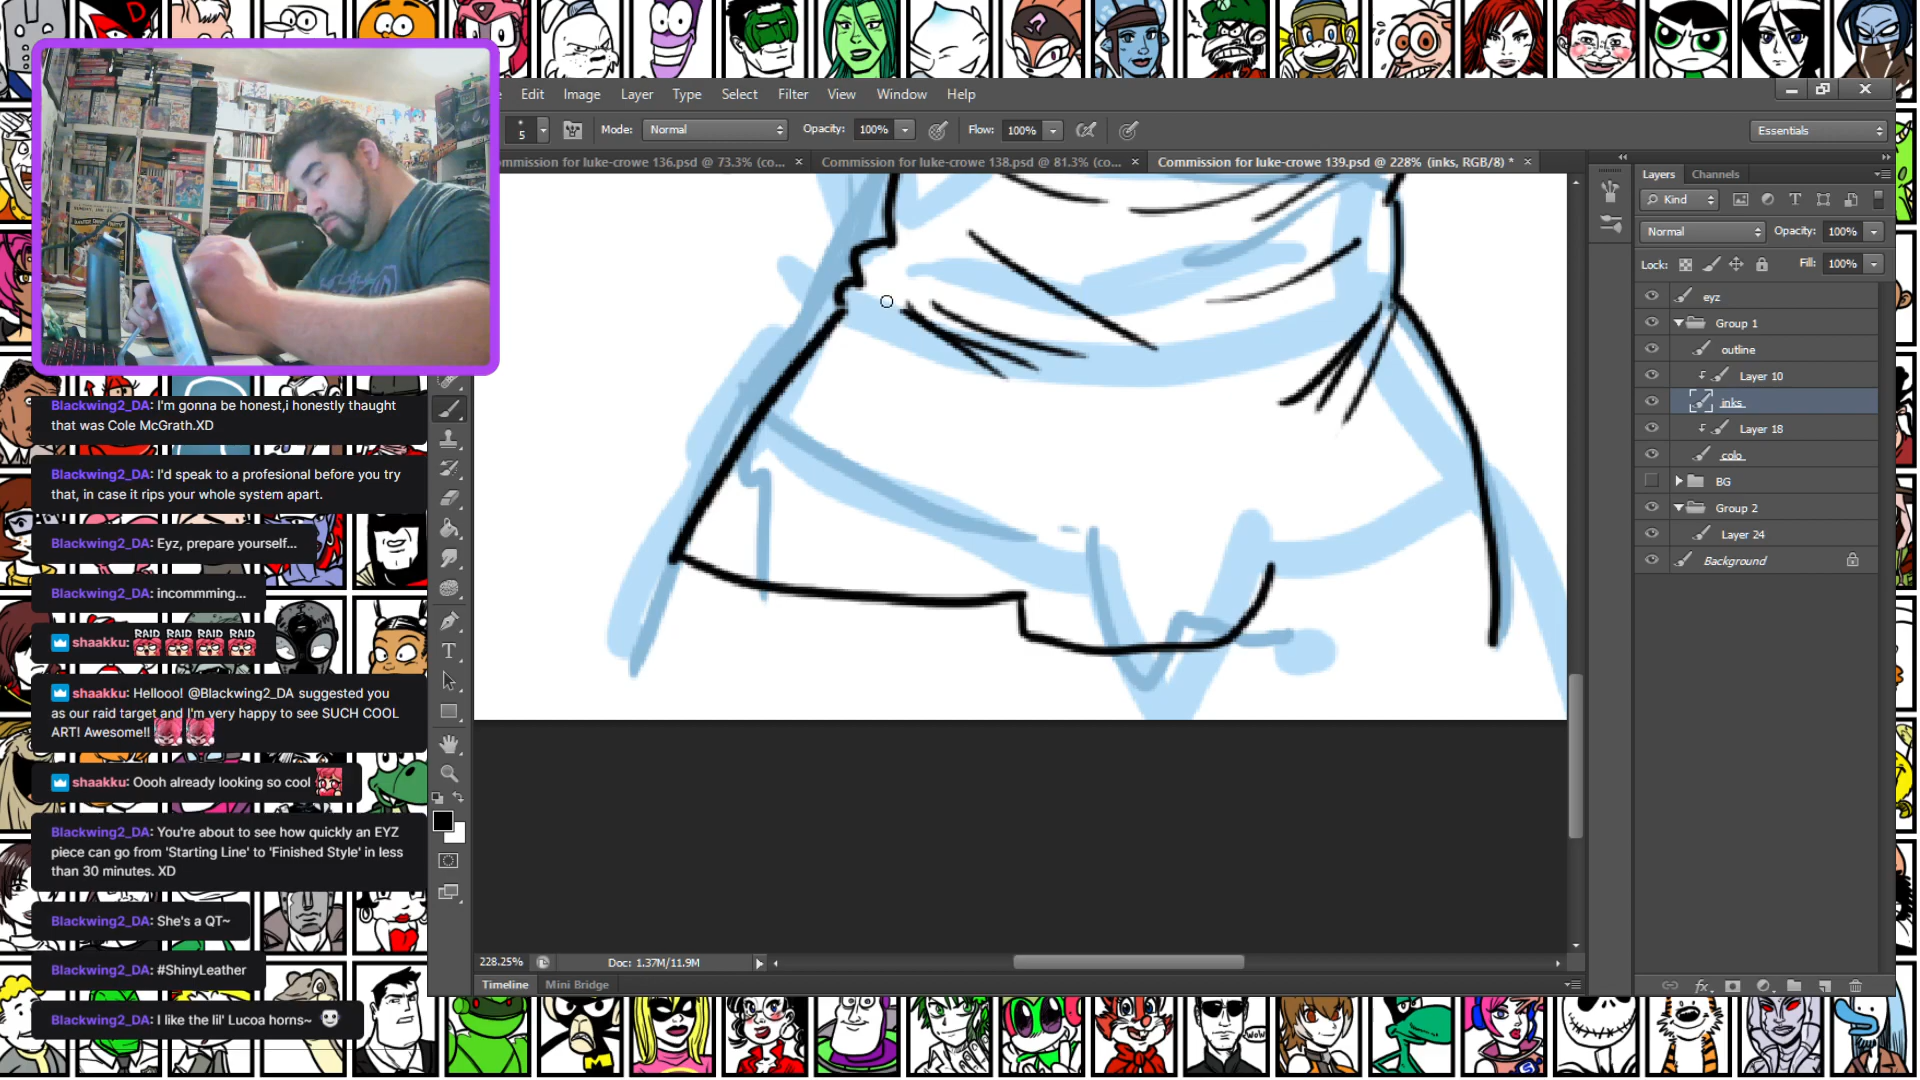 Edit Image Layer Type Select Filter View Window Help
5 Mode: Normal Opacity: 100% Flow: 100% Essentials
ommission for luke-crowe 136.psd @ 73.3% (co... × Commission for luke-crowe 138.psd @ 81.3% (co... × Commission for luke-crowe 139.psd @ 228% (inks, RGB/8) * ×
Layers Channels
Kind
Normal Opacity: 100%
Lock: Fill: 100%
eyz
Group 1
outline
Layer 10
inks
Layer 18
colo
BG
Group 2
Layer 24
Background
Blackwing2_DA: I'm gonna be honest,i honestly thaught
that was Cole McGrath.XD
Blackwing2_DA: I'd speak to a profesional before you try
that, in case it rips your whole system apart.
Blackwing2_DA: Eyz, prepare yourself...
Blackwing2_DA: incommming...
shaakku: RAID RAID RAID RAID
shaakku: Hellooo! @Blackwing2_DA suggested you
as our raid target and I'm very happy to see SUCH COOL
ART! Awesome!!
shaakku: Oooh already looking so cool
Blackwing2_DA: You're about to see how quickly an EYZ
piece can go from 'Starting Line' to 'Finished Style' in less
than 30 minutes. XD
Blackwing2_DA: She's a QT~
Blackwing2_DA: #ShinyLeather
Blackwing2_DA: I like the lil' Lucoa horns~
228.25% Doc: 1.37M/11.9M
Timeline Mini Bridge
WOW